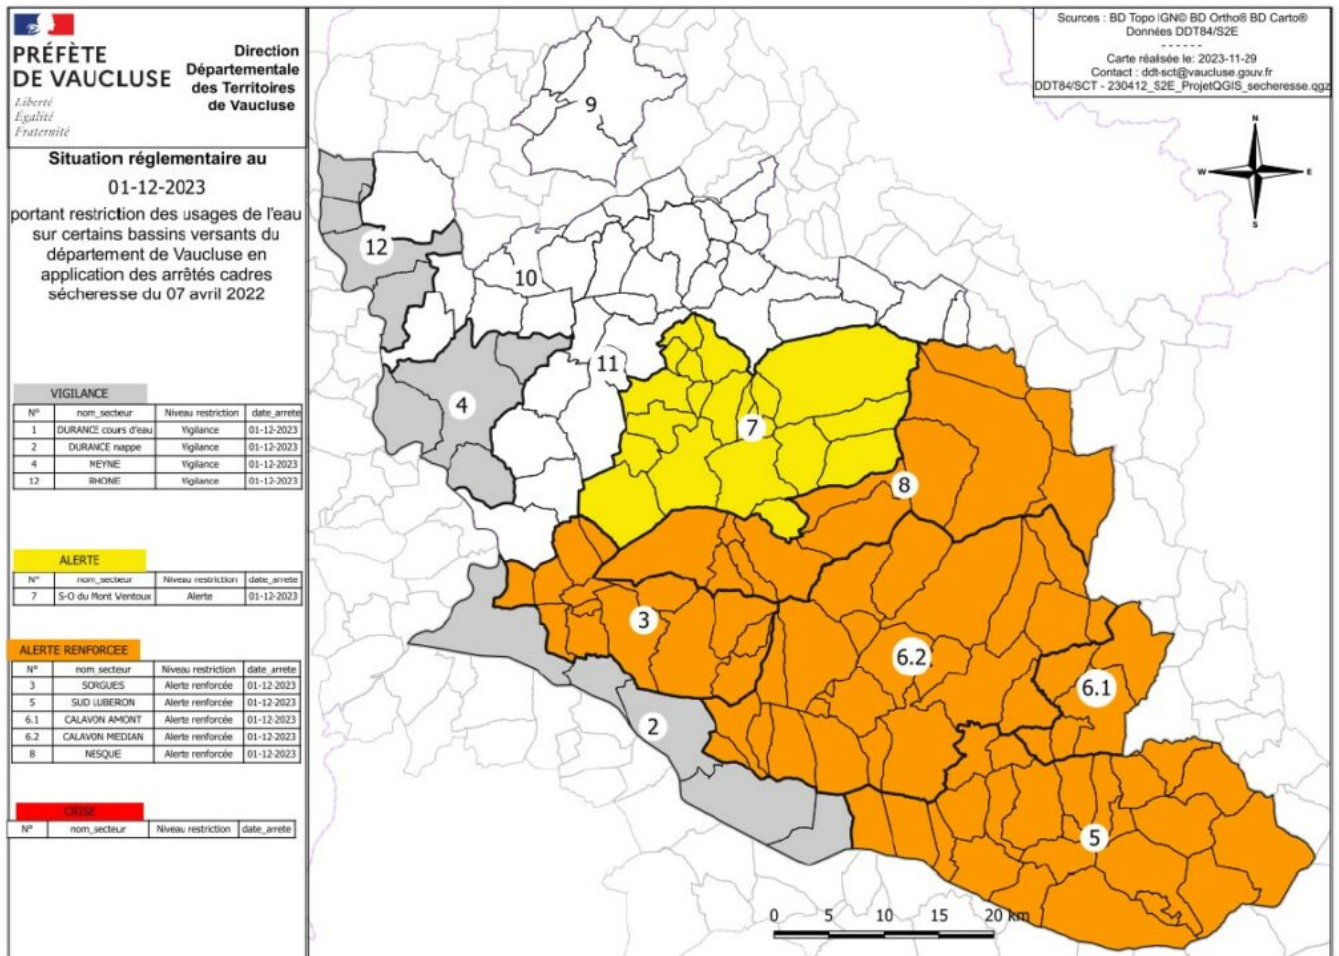 PRÉFÈTE
DE VAUCLUSE
Liberté
Égalité
Fraternité
Direction
Départementale
des Territoires
de Vaucluse
Situation réglementaire au
01-12-2023
portant restriction des usages de l'eau
sur certains bassins versants du
département de Vaucluse en
application des arrêtés cadres
sécheresse du 07 avril 2022
VIGILANCE
N° nom_secteur Niveau restriction date_arrete
1 DURANCE cours d'eau Vigilance 01-12-2023
2 DURANCE nappe Vigilance 01-12-2023
4 MEYNE Vigilance 01-12-2023
12 RHONE Vigilance 01-12-2023
ALERTE
N° nom_secteur Niveau restriction date_arrete
7 S-O du Mont Ventoux Alerte 01-12-2023
ALERTE RENFORCEE
N° nom_secteur Niveau restriction date_arrete
3 SORGUES Alerte renforcée 01-12-2023
5 SUD LUBERON Alerte renforcée 01-12-2023
6.1 CALAVON AMONT Alerte renforcée 01-12-2023
6.2 CALAVON MEDIAN Alerte renforcée 01-12-2023
8 NESQUE Alerte renforcée 01-12-2023
CRISE
N° nom_secteur Niveau restriction date_arrete
Sources : BD Topo IGN© BD Ortho® BD Carto®
Données DDT84/S2E
- - - - - -
Carte réalisée le: 2023-11-29
Contact : ddt-sct@vaucluse.gouv.fr
DDT84/SCT - 230412_S2E_ProjetQGIS_secheresse.qgz
N
W E
S
9
12
10
11
4
7
8
3
6.2
6.1
2
5
0 5 10 15 20 km